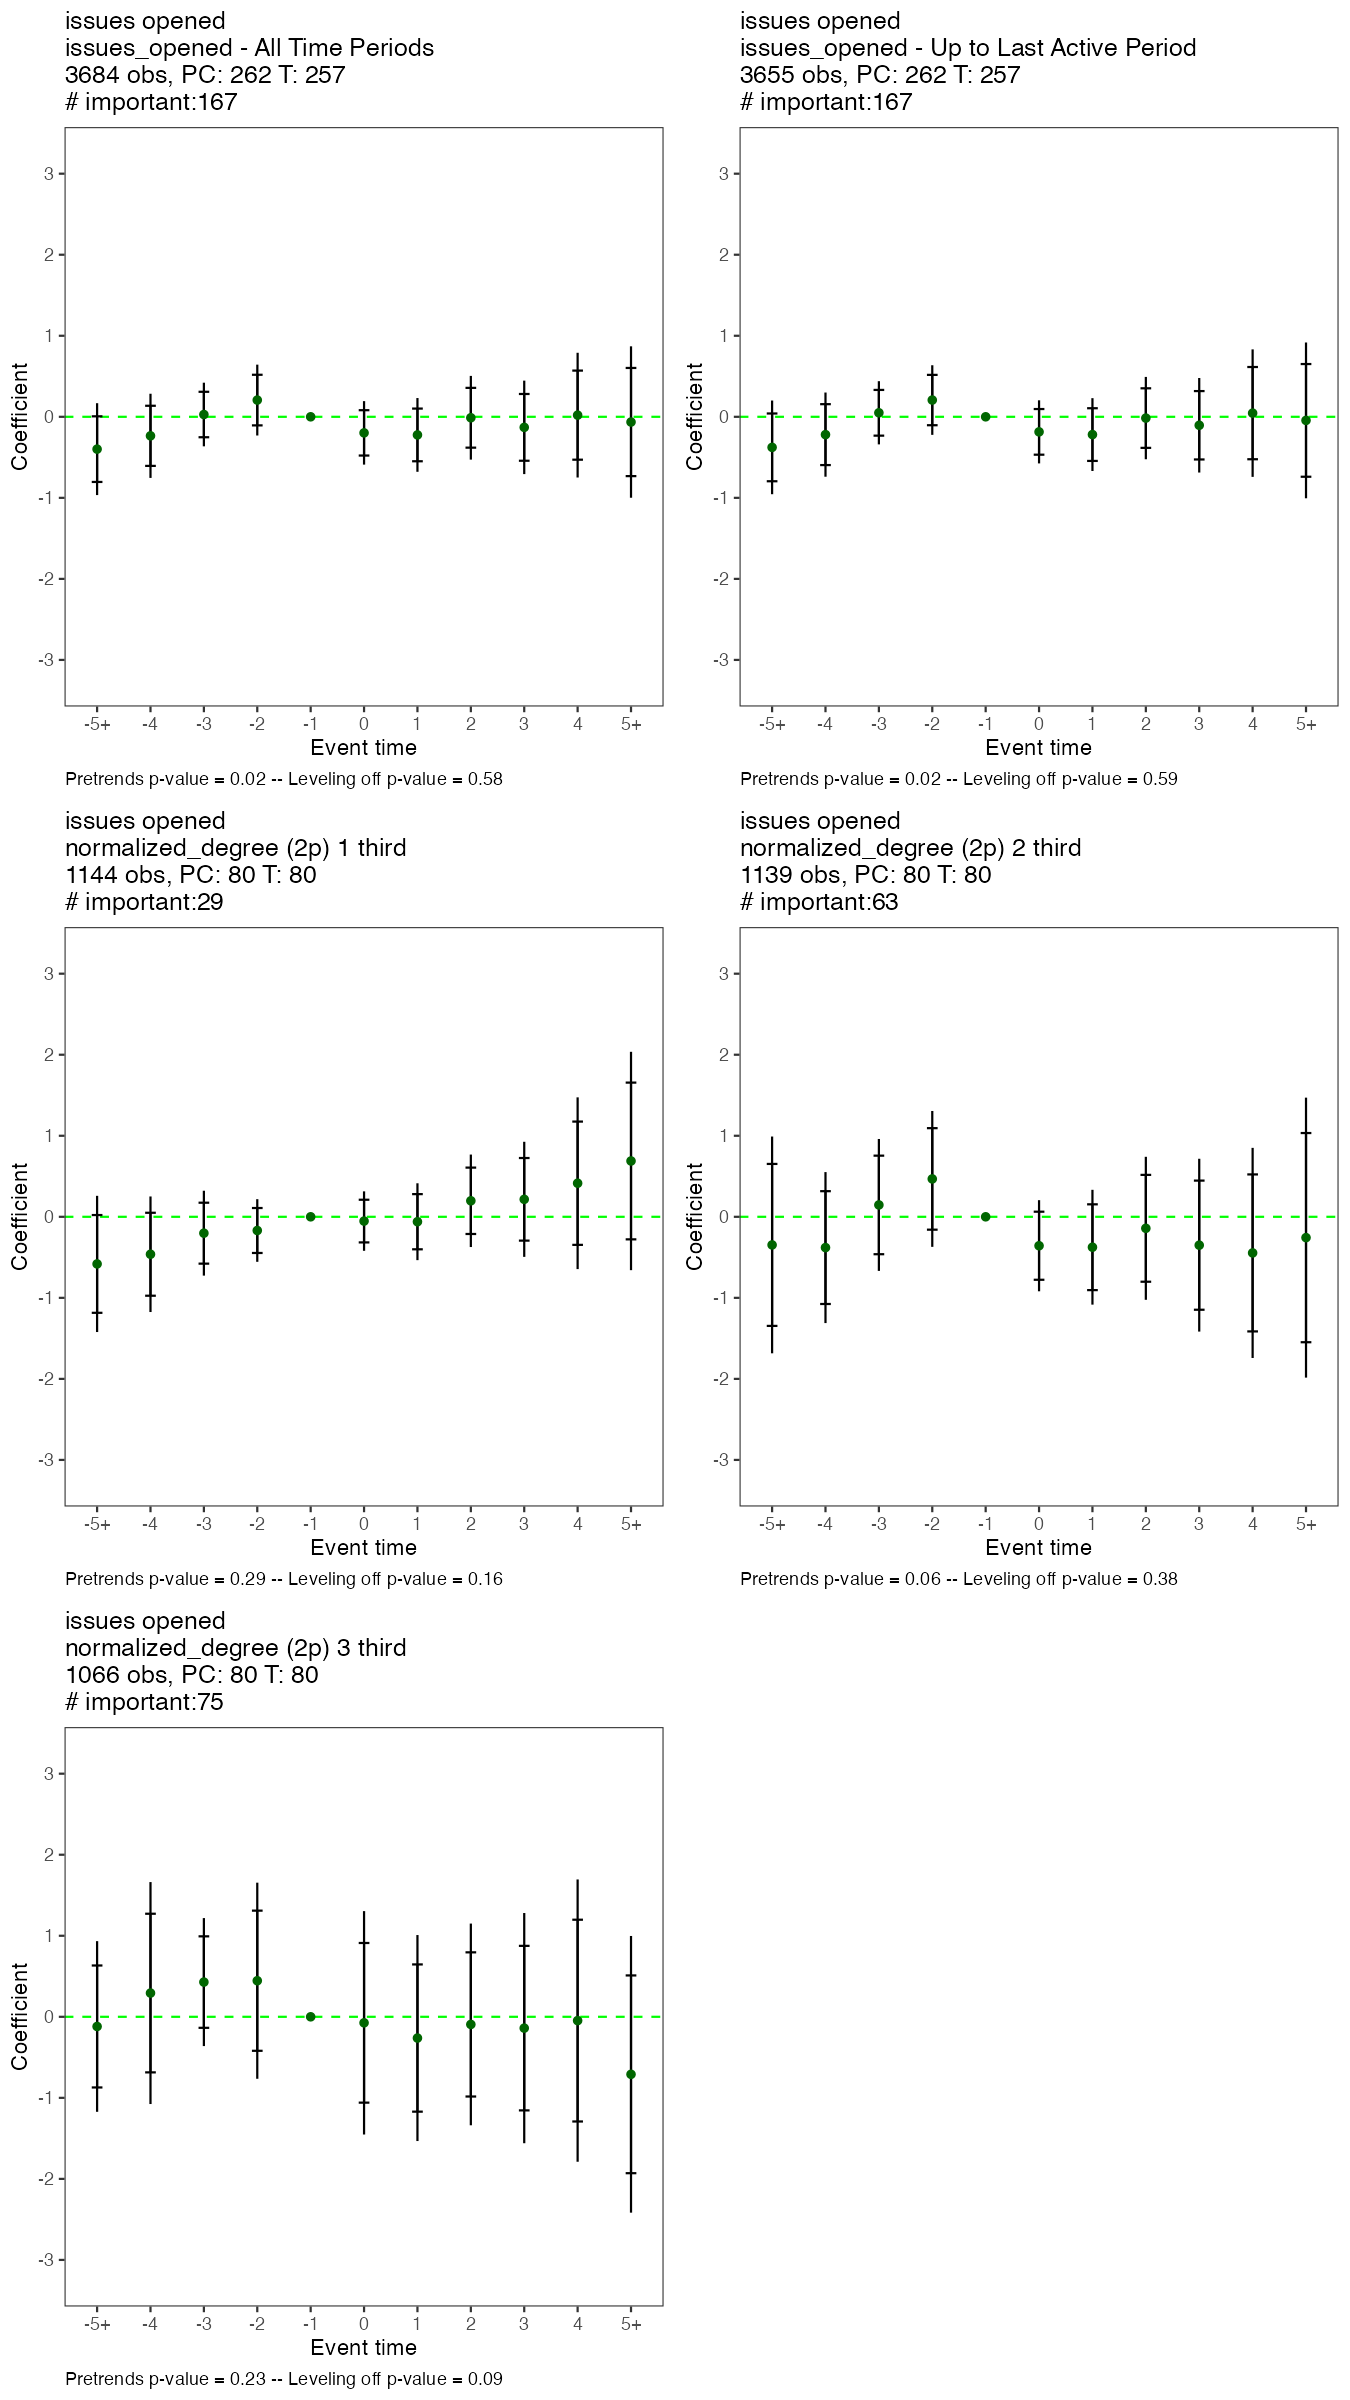 issues opened
issues_opened - All Time Periods
3684 obs, PC: 262 T: 257
# important:167
3
2
1
0
-1
-2
-3
Coefficient
-5+ -4 -3 -2 -1 0 1 2 3 4 5+
Event time
Pretrends p-value = 0.02 -- Leveling off p-value = 0.58
issues opened
issues_opened - Up to Last Active Period
3655 obs, PC: 262 T: 257
# important:167
3
2
1
0
-1
-2
-3
Coefficient
-5+ -4 -3 -2 -1 0 1 2 3 4 5+
Event time
Pretrends p-value = 0.02 -- Leveling off p-value = 0.59
issues opened
normalized_degree (2p) 1 third
1144 obs, PC: 80 T: 80
# important:29
3
2
1
0
-1
-2
-3
Coefficient
-5+ -4 -3 -2 -1 0 1 2 3 4 5+
Event time
Pretrends p-value = 0.29 -- Leveling off p-value = 0.16
issues opened
normalized_degree (2p) 2 third
1139 obs, PC: 80 T: 80
# important:63
3
2
1
0
-1
-2
-3
Coefficient
-5+ -4 -3 -2 -1 0 1 2 3 4 5+
Event time
Pretrends p-value = 0.06 -- Leveling off p-value = 0.38
issues opened
normalized_degree (2p) 3 third
1066 obs, PC: 80 T: 80
# important:75
3
2
1
0
-1
-2
-3
Coefficient
-5+ -4 -3 -2 -1 0 1 2 3 4 5+
Event time
Pretrends p-value = 0.23 -- Leveling off p-value = 0.09